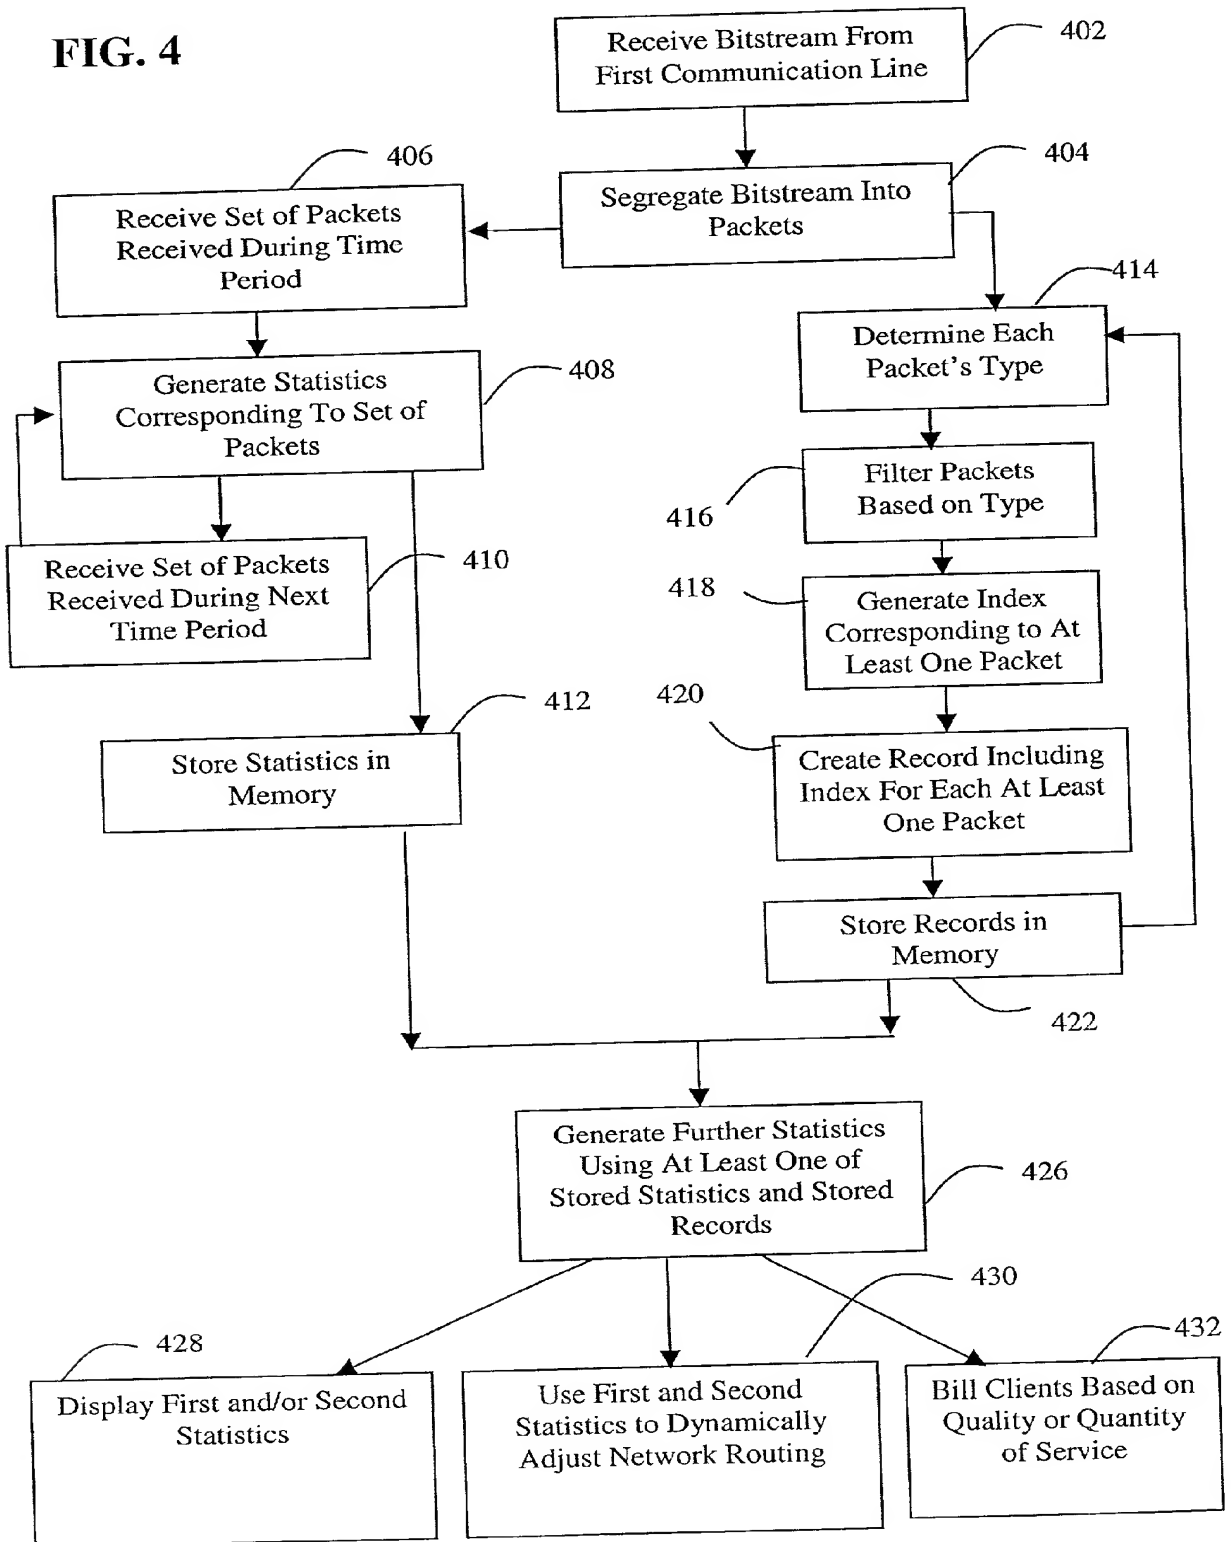 FIG. 4
Receive Bitstream From
First Communication Line
402
Segregate Bitstream Into
Packets
404
406
Receive Set of Packets
Received During Time
Period
Generate Statistics
Corresponding To Set of
Packets
408
Receive Set of Packets
Received During Next
Time Period
410
412
Store Statistics in
Memory
414
Determine Each
Packet's Type
Filter Packets
Based on Type
416
418
Generate Index
Corresponding to At
Least One Packet
420
Create Record Including
Index For Each At Least
One Packet
Store Records in
Memory
422
Generate Further Statistics
Using At Least One of
Stored Statistics and Stored
Records
426
428
Display First and/or Second
Statistics
430
Use First and Second
Statistics to Dynamically
Adjust Network Routing
432
Bill Clients Based on
Quality or Quantity
of Service